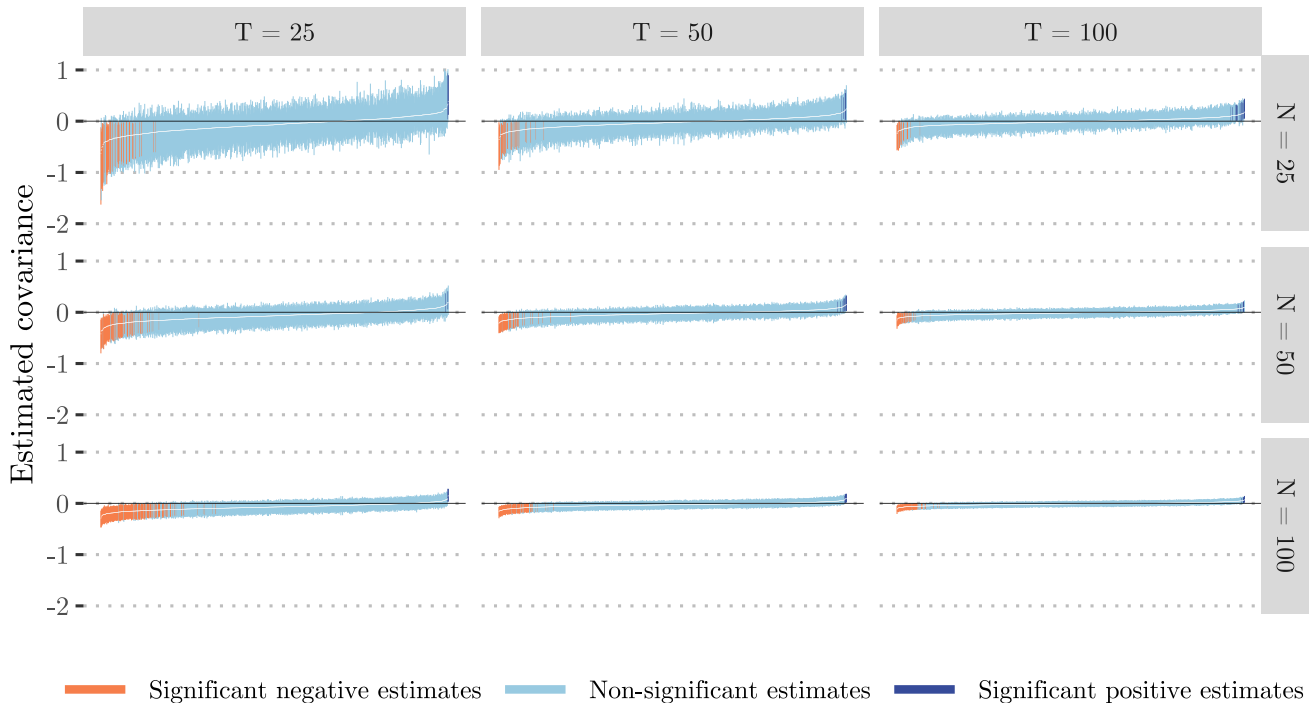 T = 25
T = 50
T = 100
Estimated covariance
1
0
-1
-2
N = 25
1
0
-1
-2
N = 50
1
0
-1
-2
N = 100
Significant negative estimates
Non-significant estimates
Significant positive estimates